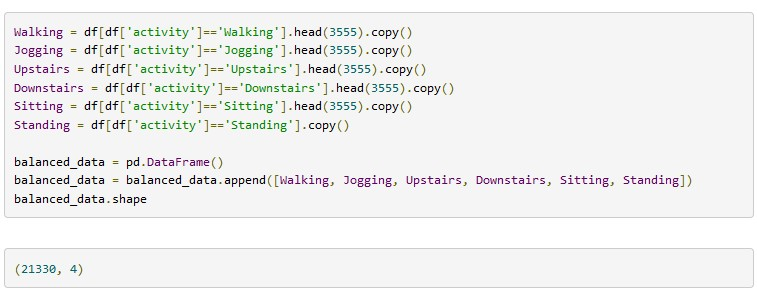 Walking = df[df['activity']=='Walking'].head(3555).copy()
Jogging = df[df['activity']=='Jogging'].head(3555).copy()
Upstairs = df[df['activity']=='Upstairs'].head(3555).copy()
Downstairs = df[df['activity']=='Downstairs'].head(3555).copy()
Sitting = df[df['activity']=='Sitting'].head(3555).copy()
Standing = df[df['activity']=='Standing'].copy()
balanced_data = pd.DataFrame()
balanced_data = balanced_data.append([Walking, Jogging, Upstairs, Downstairs, Sitting, Standing])
balanced_data.shape
(21330, 4)